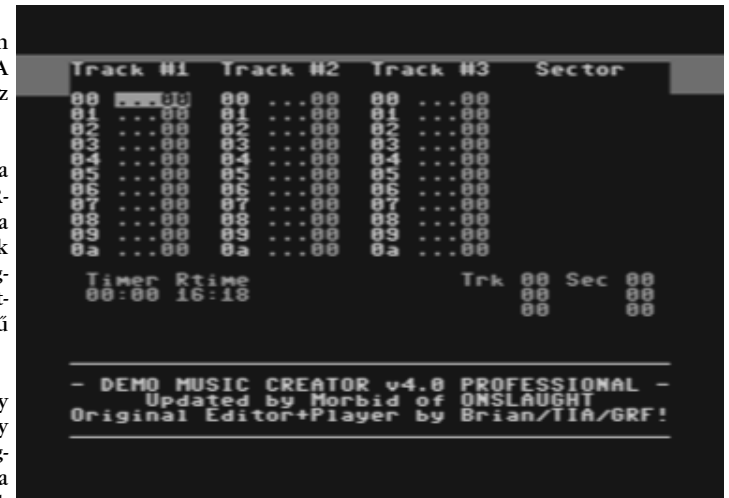 n
A
z
a
-
a
k
g-
t-
ű
y
y
g-
a
Track #1 Track #2 Track #3 Sector
00 ...00 00 ...00 00 ...00
01 ...00 01 ...00 01 ...00
02 ...00 02 ...00 02 ...00
03 ...00 03 ...00 03 ...00
04 ...00 04 ...00 04 ...00
05 ...00 05 ...00 05 ...00
06 ...00 06 ...00 06 ...00
07 ...00 07 ...00 07 ...00
08 ...00 08 ...00 08 ...00
09 ...00 09 ...00 09 ...00
0a ...00 0a ...00 0a ...00
Timer Rtime Trk 00 Sec 00
00:00 16:18 00 00
00 00
- DEMO MUSIC CREATOR v4.0 PROFESSIONAL -
Updated by Morbid of ONSLAUGHT
Original Editor+Player by Brian/TIA/GRF!